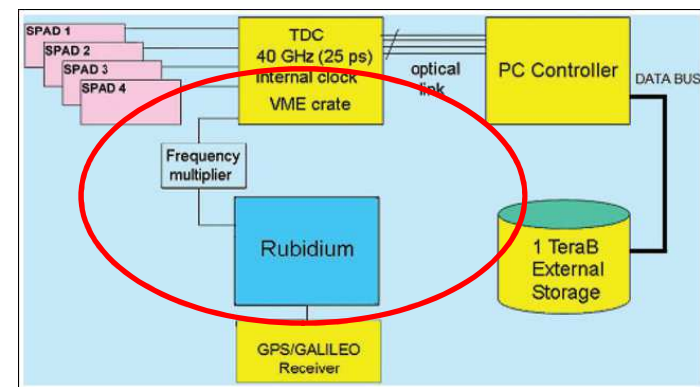 SPAD 1
SPAD 2
SPAD 3
SPAD 4
TDC
40 GHz (25 ps)
internal clock
VME crate
optical
link
PC Controller
DATA BUS
Frequency
multiplier
Rubidium
1 TeraB
External
Storage
GPS/GALILEO
Receiver